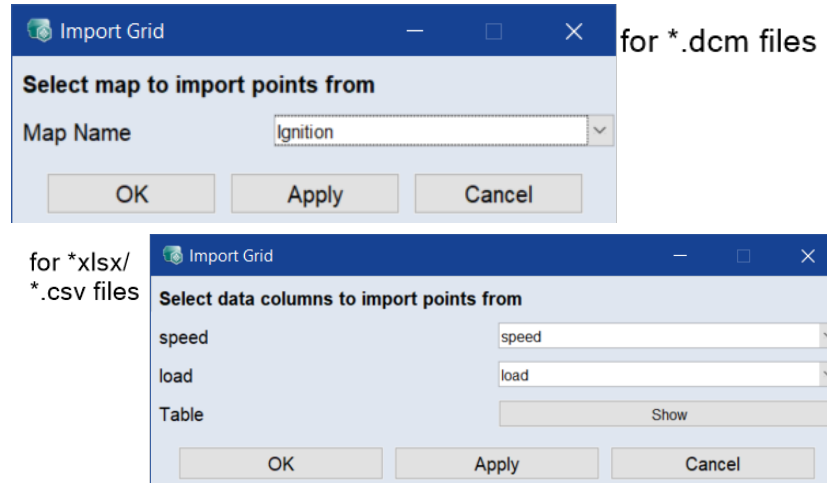 Import Grid
for *.dcm files
Select map to import points from
Map Name Ignition
OK Apply Cancel
for *xlsx/
*.csv files
Import Grid
Select data columns to import points from
speed speed
load load
Table Show
OK Apply Cancel